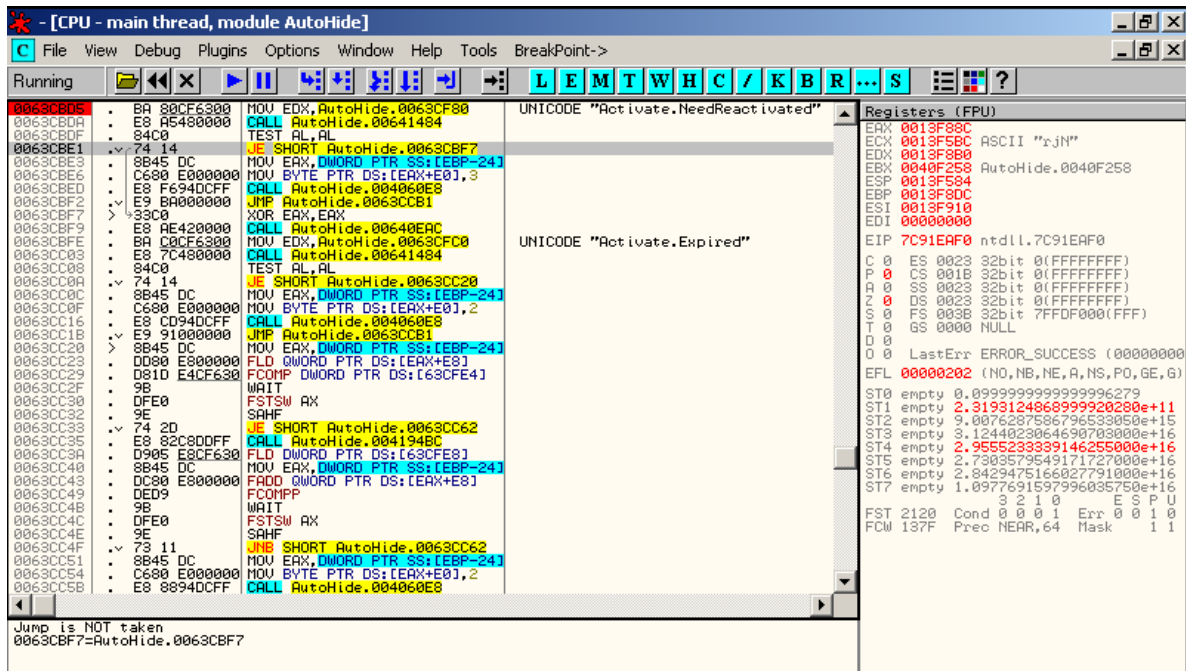 - [CPU - main thread, module AutoHide]
C File View Debug Plugins Options Window Help Tools BreakPoint->
Running L E M T W H C / K B R ... S ?
0063CBD5 . BA 80CF6300 MOV EDX,AutoHide.0063CF80 UNICODE "Activate.NeedReactivated"
0063CBDA . E8 A5480000 CALL AutoHide.00641484
0063CBDF . 84C0 TEST AL,AL
0063CBE1 .v 74 14 JE SHORT AutoHide.0063CBF7
0063CBE3 . 8B45 DC MOV EAX,DWORD PTR SS:[EBP-24]
0063CBE6 . C680 E0000000 MOV BYTE PTR DS:[EAX+E0],3
0063CBED . E8 F694DCFF CALL AutoHide.004060E8
0063CBF2 .v E9 BA000000 JMP AutoHide.0063CCB1
0063CBF7 > 33C0 XOR EAX,EAX
0063CBF9 . E8 AE420000 CALL AutoHide.00640EAC
0063CBFE . BA C0CF6300 MOV EDX,AutoHide.0063CFC0 UNICODE "Activate.Expired"
0063CC03 . E8 7C480000 CALL AutoHide.00641484
0063CC08 . 84C0 TEST AL,AL
0063CC0A .v 74 14 JE SHORT AutoHide.0063CC20
0063CC0C . 8B45 DC MOV EAX,DWORD PTR SS:[EBP-24]
0063CC0F . C680 E0000000 MOV BYTE PTR DS:[EAX+E0],2
0063CC16 . E8 CD94DCFF CALL AutoHide.004060E8
0063CC1B .v E9 91000000 JMP AutoHide.0063CCB1
0063CC20 > 8B45 DC MOV EAX,DWORD PTR SS:[EBP-24]
0063CC23 . DD80 E800000 FLD QWORD PTR DS:[EAX+E8]
0063CC29 . D81D E4CF630 FCOMP DWORD PTR DS:[63CFE4]
0063CC2F . 9B WAIT
0063CC30 . DFE0 FSTSW AX
0063CC32 . 9E SAHF
0063CC33 .v 74 2D JE SHORT AutoHide.0063CC62
0063CC35 . E8 82C8DDFF CALL AutoHide.004194BC
0063CC3A . D905 E8CF630 FLD DWORD PTR DS:[63CFE8]
0063CC40 . 8B45 DC MOV EAX,DWORD PTR SS:[EBP-24]
0063CC43 . DC80 E800000 FADD QWORD PTR DS:[EAX+E8]
0063CC49 . DED9 FCOMPP
0063CC4B . 9B WAIT
0063CC4C . DFE0 FSTSW AX
0063CC4E . 9E SAHF
0063CC4F .v 73 11 JNB SHORT AutoHide.0063CC62
0063CC51 . 8B45 DC MOV EAX,DWORD PTR SS:[EBP-24]
0063CC54 . C680 E0000000 MOV BYTE PTR DS:[EAX+E0],2
0063CC5B . E8 8894DCFF CALL AutoHide.004060E8
Jump is NOT taken
0063CBF7=AutoHide.0063CBF7
Registers (FPU)
EAX 0013F88C
ECX 0013F5BC ASCII "rjN"
EDX 0013F8B0
EBX 0040F258 AutoHide.0040F258
ESP 0013F584
EBP 0013F8DC
ESI 0013F910
EDI 00000000
EIP 7C91EAF0 ntdll.7C91EAF0
C 0 ES 0023 32bit 0(FFFFFFFF)
P 0 CS 001B 32bit 0(FFFFFFFF)
A 0 SS 0023 32bit 0(FFFFFFFF)
Z 0 DS 0023 32bit 0(FFFFFFFF)
S 0 FS 003B 32bit 7FFDF000(FFF)
T 0 GS 0000 NULL
D 0
O 0 LastErr ERROR_SUCCESS (00000000
EFL 00000202 (NO,NB,NE,A,NS,PO,GE,G)
ST0 empty 0.0999999999999996279
ST1 empty 2.3193124868999920280e+11
ST2 empty 9.0076287586796533050e+15
ST3 empty 3.1244023064690703000e+16
ST4 empty 2.9555233339146255000e+16
ST5 empty 2.7303579549171727000e+16
ST6 empty 2.8429475166027791000e+16
ST7 empty 1.0977691597996035750e+16
3 2 1 0 E S P U
FST 2120 Cond 0 0 0 1 Err 0 0 1 0
FCW 137F Prec NEAR,64 Mask 1 1